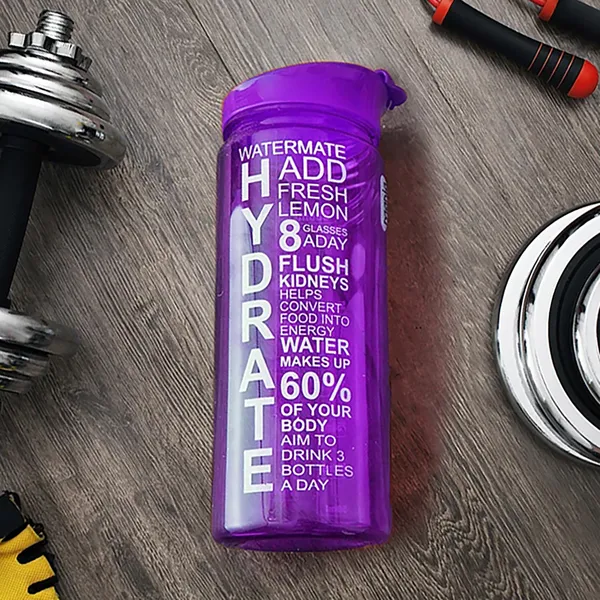 WATERMATE
HYDRATE
ADD
FRESH
LEMON
8 GLASSES
ADAY
FLUSH
KIDNEYS
HELPS
CONVERT
FOOD INTO
ENERGY
WATER
MAKES UP
60%
OF YOUR
BODY
AIM TO
DRINK 3
BOTTLES
A DAY